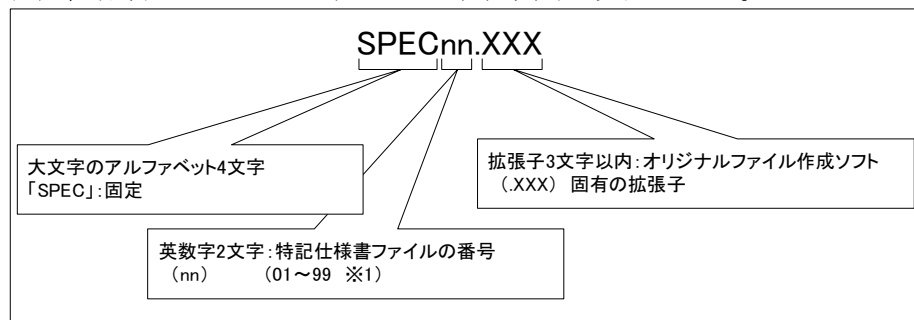 SPECnn.XXX
大文字のアルファベット4文字
「SPEC」:固定
拡張子3文字以内:オリジナルファイル作成ソフト
(.XXX) 固有の拡張子
英数字2文字:特記仕様書ファイルの番号
(nn) (01~99 ※1)